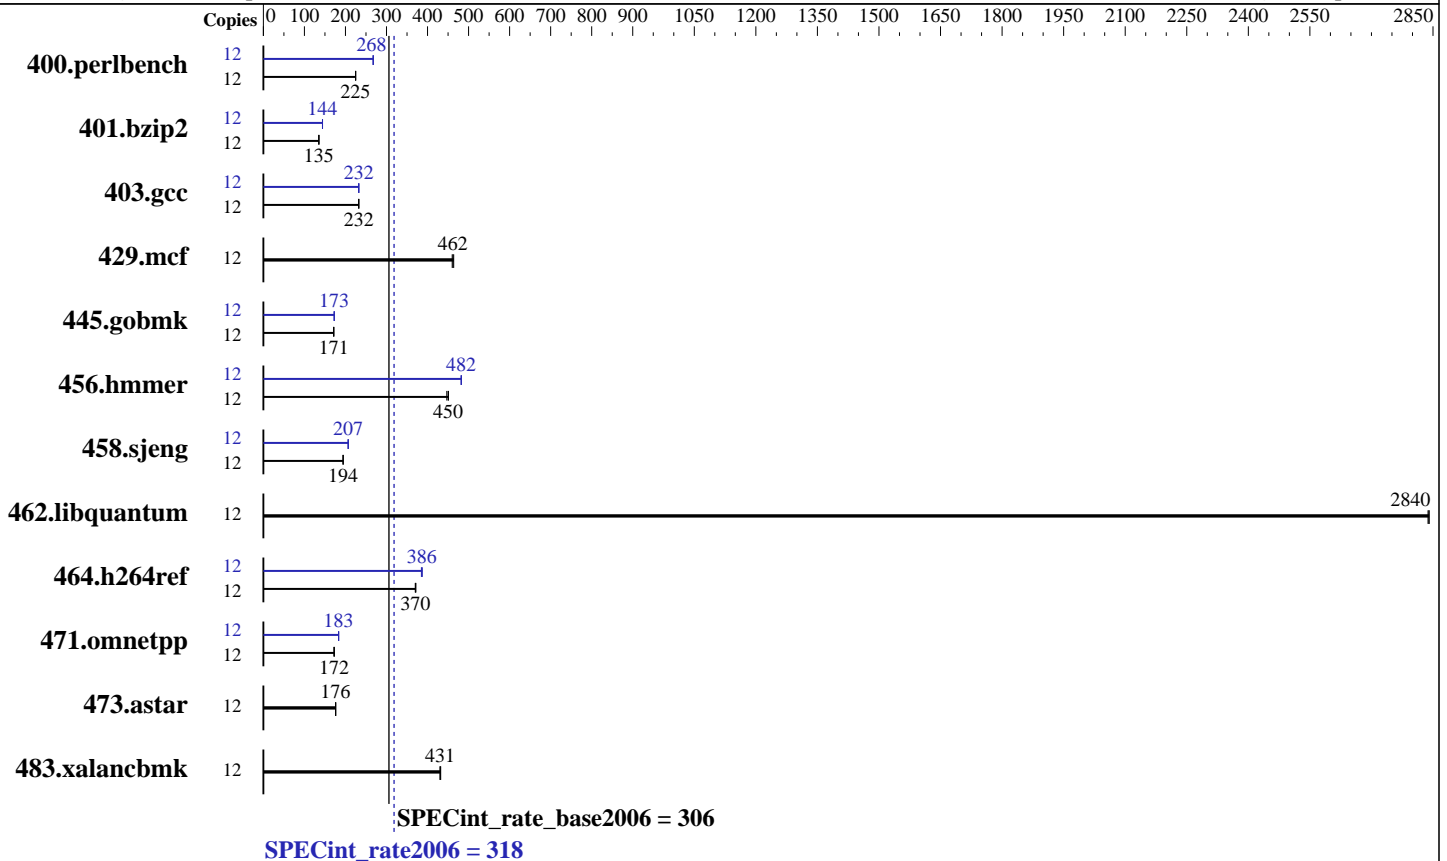 Copies 0 100 200 300 400 500 600 700 800 900 1050 1200 1350 1500 1650 1800 1950 2100 2250 2400 2550 2850
400.perlbench 12 268
12 225
401.bzip2 12 144
12 135
403.gcc 12 232
12 232
429.mcf 12 462
445.gobmk 12 173
12 171
456.hmmer 12 482
12 450
458.sjeng 12 207
12 194
462.libquantum 12 2840
464.h264ref 12 386
12 370
471.omnetpp 12 183
12 172
473.astar 12 176
483.xalancbmk 12 431
SPECint_rate_base2006 = 306
SPECint_rate2006 = 318